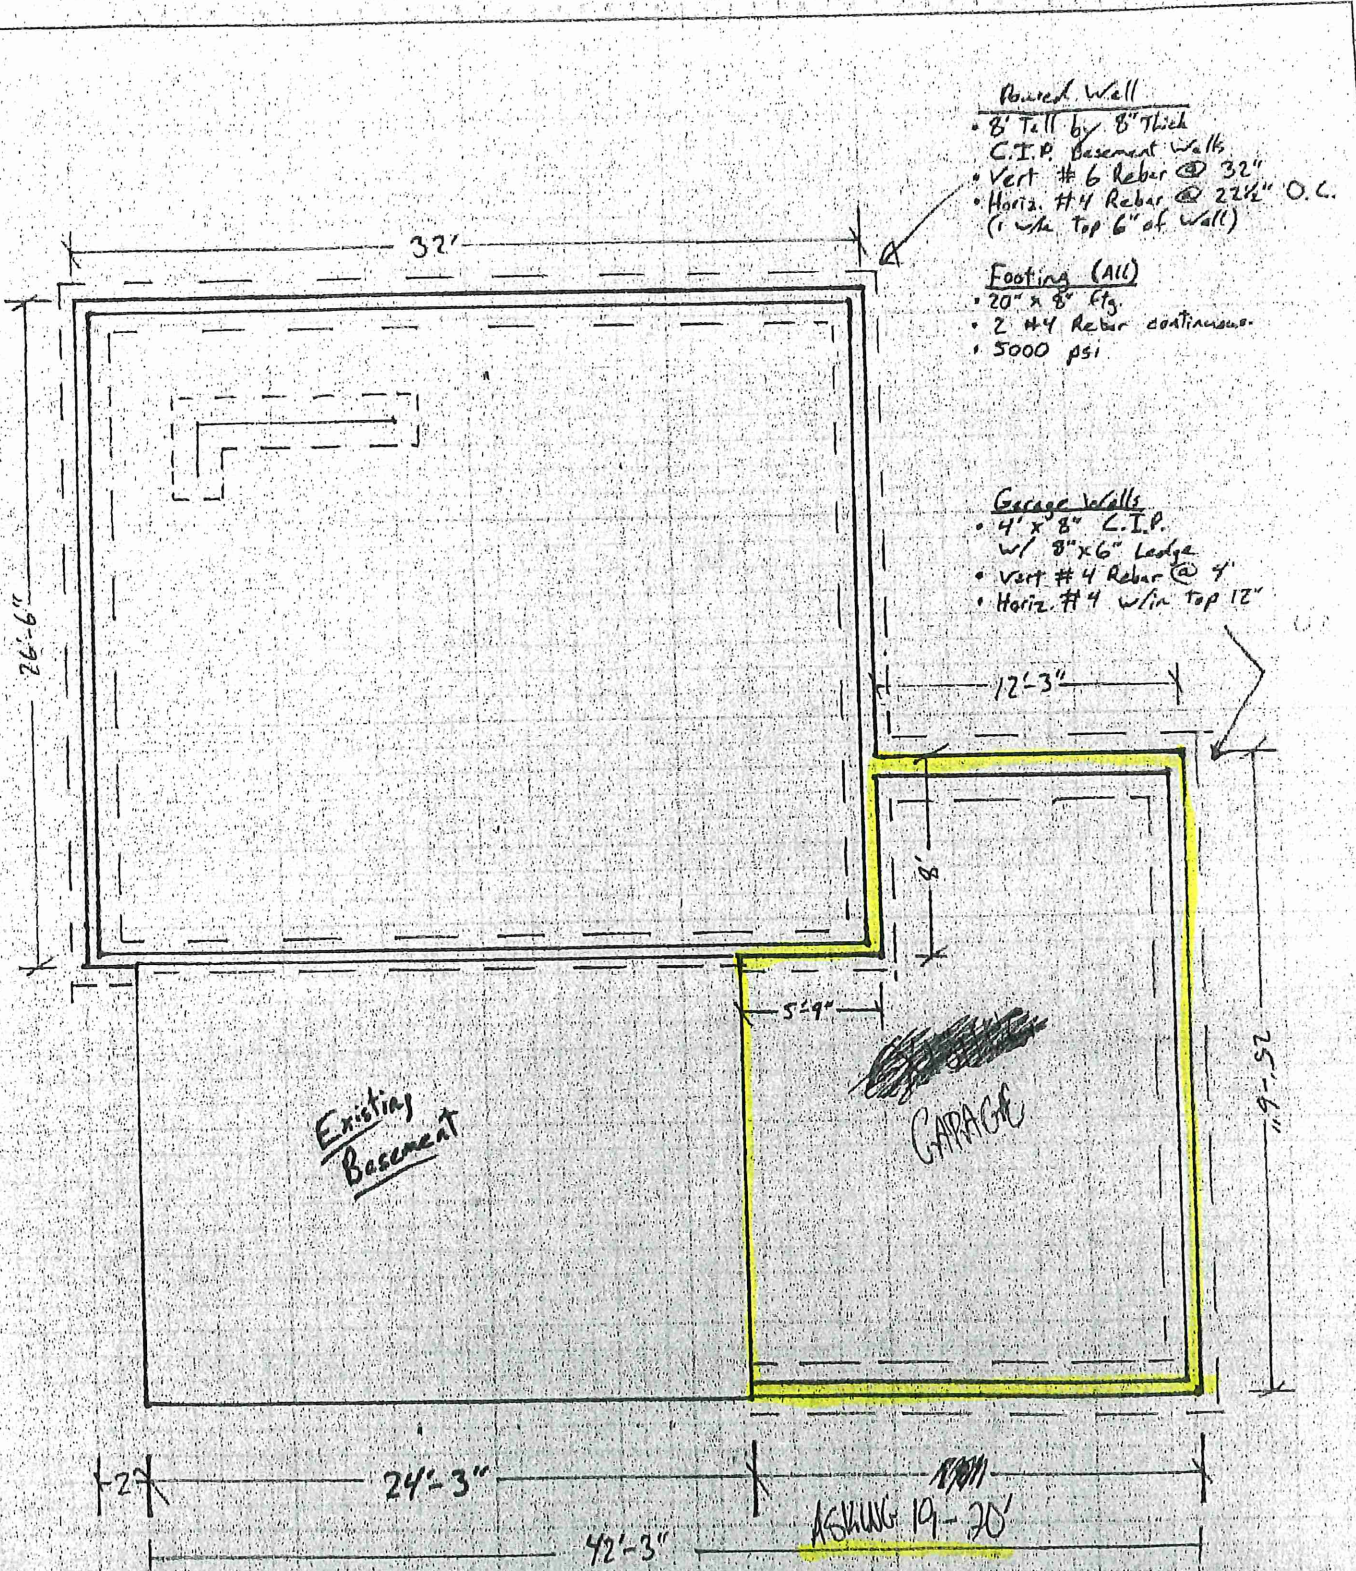 Poured Wall
• 8' Tall by 8" Thick
C.I.P. Basement Walls
• Vert #6 Rebar @ 32"
• Horiz. #4 Rebar @ 22½" O.C.
(1 w/in Top 6" of Wall)
Footing (All)
• 20" x 8" ftg.
• 2 #4 Rebar continuous.
• 5000 psi
32'
26'-6"
Garage Walls
• 4' x 8" C.I.P.
w/ 8"x6" Ledge
• Vert #4 Rebar @ 4'
• Horiz. #4 w/in Top 12"
12'-3"
8'
5'-9"
25'-6"
GARAGE
Existing
Basement
2'
24'-3"
ASKING 19'-20'
42'-3"